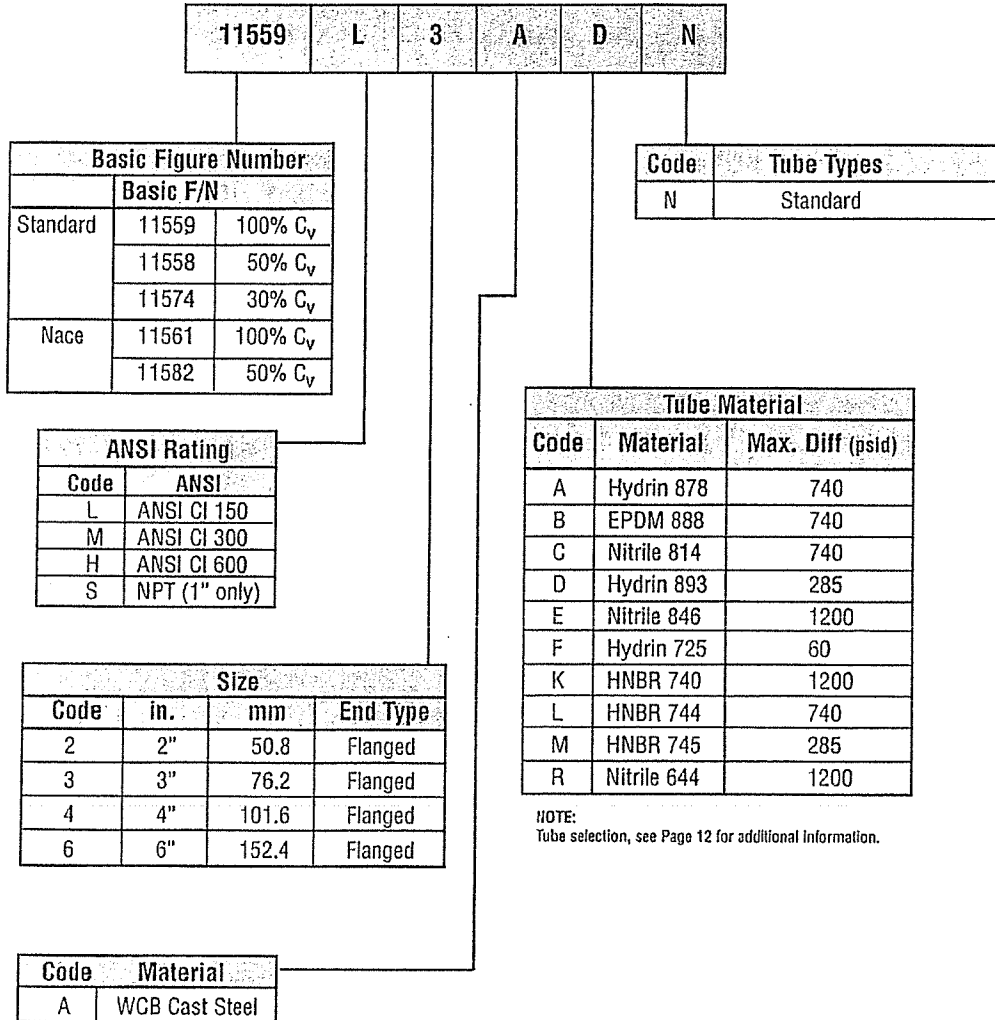 11559 L 3 A D N
Basic Figure Number
Basic F/N
Standard 11559 100% Cv
11558 50% Cv
11574 30% Cv
Nace 11561 100% Cv
11582 50% Cv
Code Tube Types
N Standard
ANSI Rating
Code ANSI
L ANSI Cl 150
M ANSI Cl 300
H ANSI Cl 600
S NPT (1" only)
Tube Material
Code Material Max. Diff (psid)
A Hydrin 878 740
B EPDM 888 740
C Nitrile 814 740
D Hydrin 893 285
E Nitrile 846 1200
F Hydrin 725 60
K HNBR 740 1200
L HNBR 744 740
M HNBR 745 285
R Nitrile 644 1200
NOTE:
Tube selection, see Page 12 for additional information.
Size
Code in. mm End Type
2 2" 50.8 Flanged
3 3" 76.2 Flanged
4 4" 101.6 Flanged
6 6" 152.4 Flanged
Code Material
A WCB Cast Steel